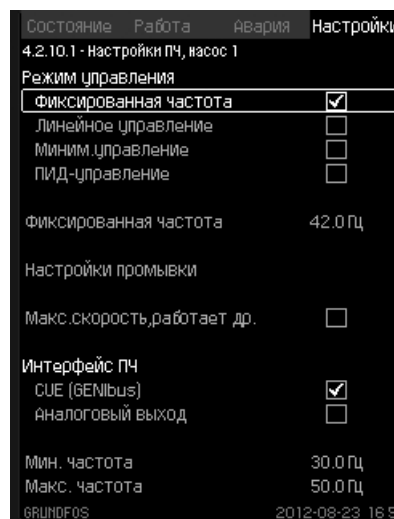 Состояние Работа Авария Настройки
4.2.10.1 - Настройки ПЧ, насос 1
Режим управления
Фиксированная частота
Линейное управление
Миним.управление
ПИД-управление
Фиксированная частота 42.0 Гц
Настройки промывки
Макс.скорость,работает др.
Интерфейс ПЧ
CUE (GENIbus)
Аналоговый выход
Мин. частота 30.0 Гц
Макс. частота 50.0 Гц
GRUNDFOS 2012-08-23 16